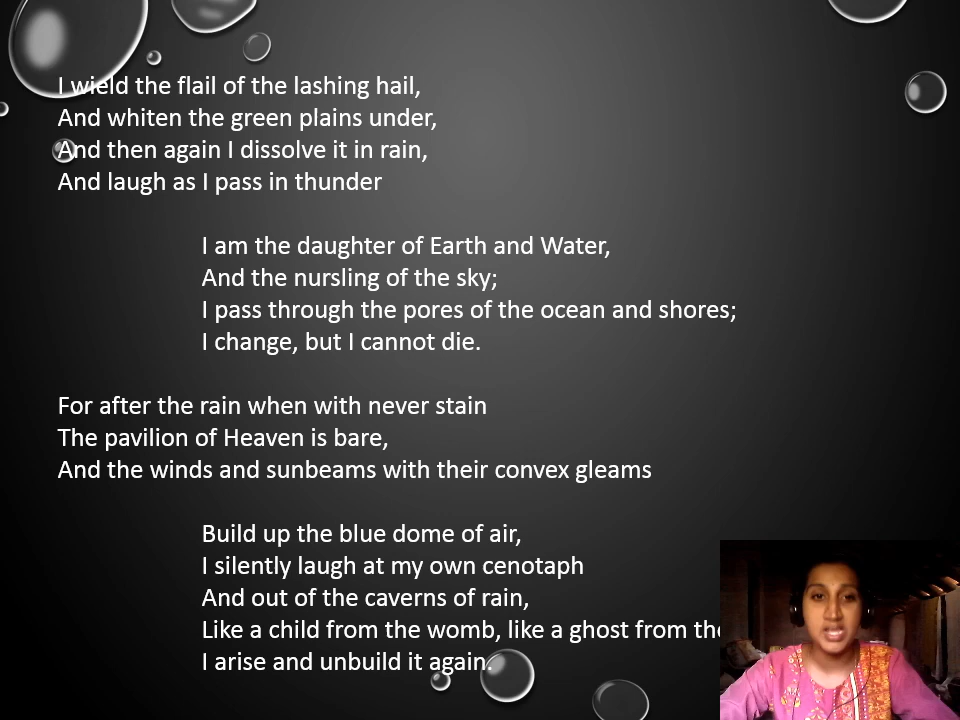 I wield the flail of the lashing hail,
And whiten the green plains under,
And then again I dissolve it in rain,
And laugh as I pass in thunder
I am the daughter of Earth and Water,
And the nursling of the sky;
I pass through the pores of the ocean and shores;
I change, but I cannot die.
For after the rain when with never stain
The pavilion of Heaven is bare,
And the winds and sunbeams with their convex gleams
Build up the blue dome of air,
I silently laugh at my own cenotaph
And out of the caverns of rain,
Like a child from the womb, like a ghost from the
I arise and unbuild it again.